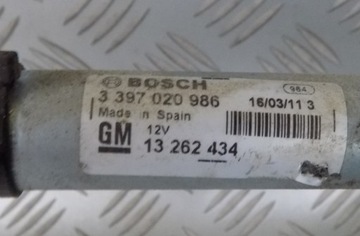 BOSCH
984
3 397 020 986
16/03/11 3
Made in Spain
GM
12V
13 262 434